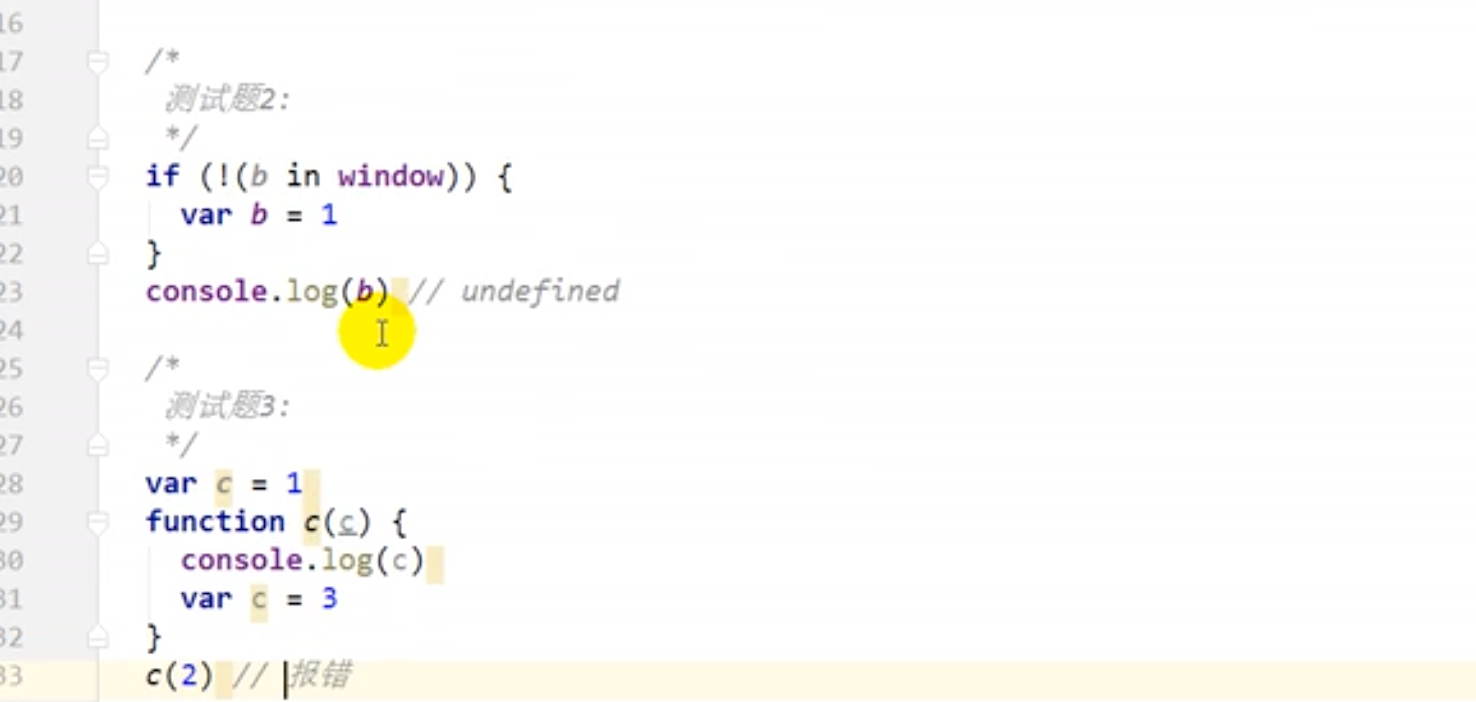 16
17 /*
18 测试题2:
19 */
20 if (!(b in window)) {
21 var b = 1
22 }
23 console.log(b) // undefined
24
25 /*
26 测试题3:
27 */
28 var c = 1
29 function c(c) {
30 console.log(c)
31 var c = 3
32 }
33 c(2) // 报错